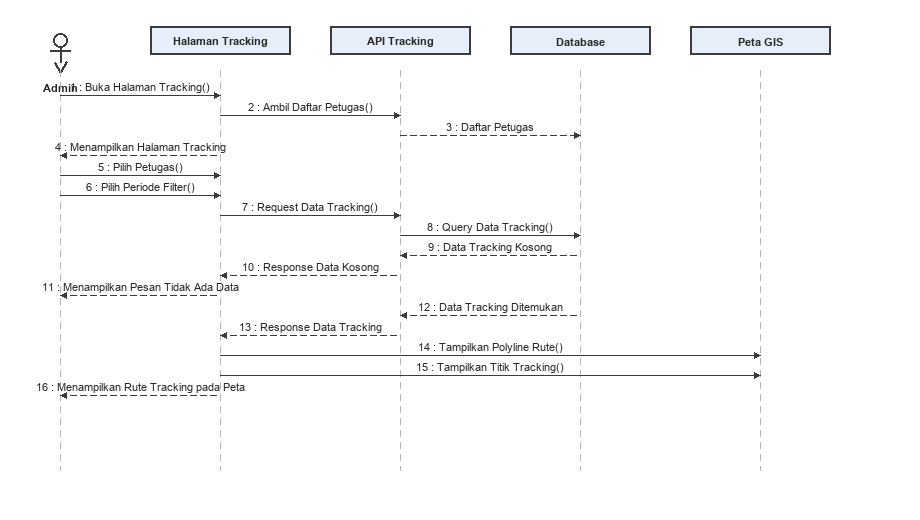 Halaman Tracking
API Tracking
Database
Peta GIS
Admin
1 : Buka Halaman Tracking()
2 : Ambil Daftar Petugas()
3 : Daftar Petugas
4 : Menampilkan Halaman Tracking
5 : Pilih Petugas()
6 : Pilih Periode Filter()
7 : Request Data Tracking()
8 : Query Data Tracking()
9 : Data Tracking Kosong
10 : Response Data Kosong
11 : Menampilkan Pesan Tidak Ada Data
12 : Data Tracking Ditemukan
13 : Response Data Tracking
14 : Tampilkan Polyline Rute()
15 : Tampilkan Titik Tracking()
16 : Menampilkan Rute Tracking pada Peta